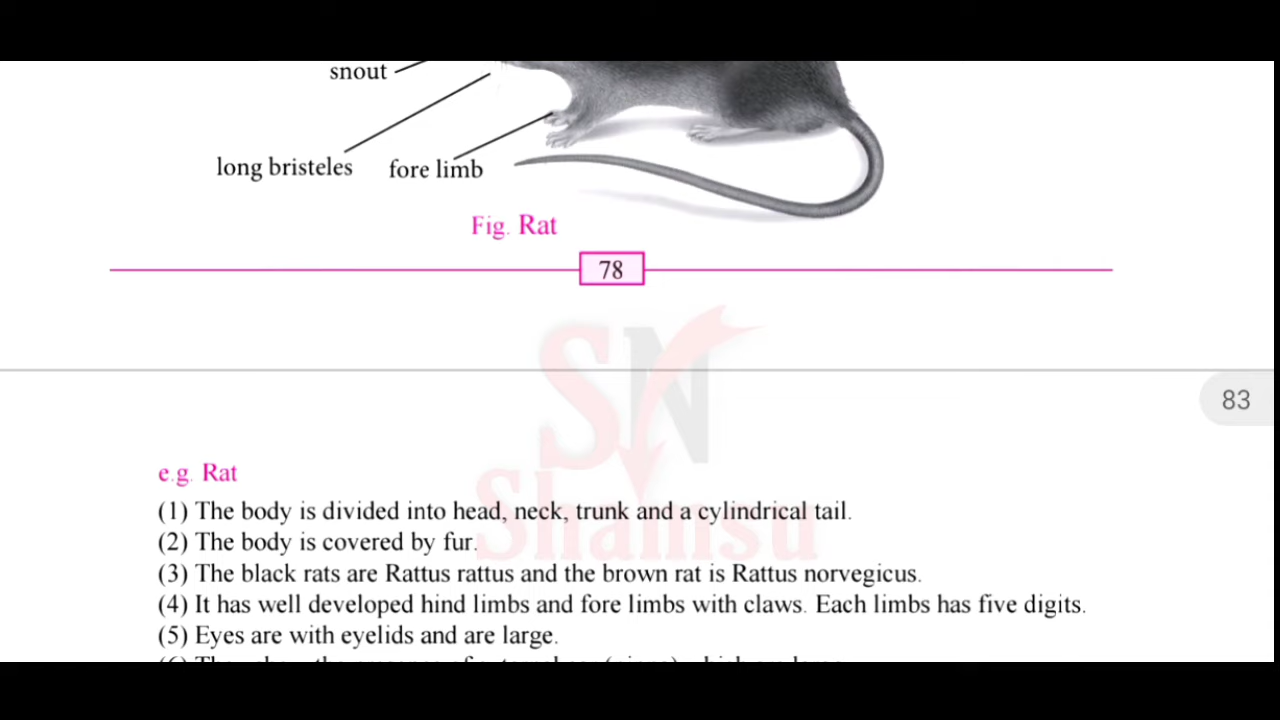 snout
long bristeles
fore limb
Fig. Rat
78
SN
Shamsu
83
e.g. Rat
(1) The body is divided into head, neck, trunk and a cylindrical tail.
(2) The body is covered by fur.
(3) The black rats are Rattus rattus and the brown rat is Rattus norvegicus.
(4) It has well developed hind limbs and fore limbs with claws. Each limbs has five digits.
(5) Eyes are with eyelids and are large.